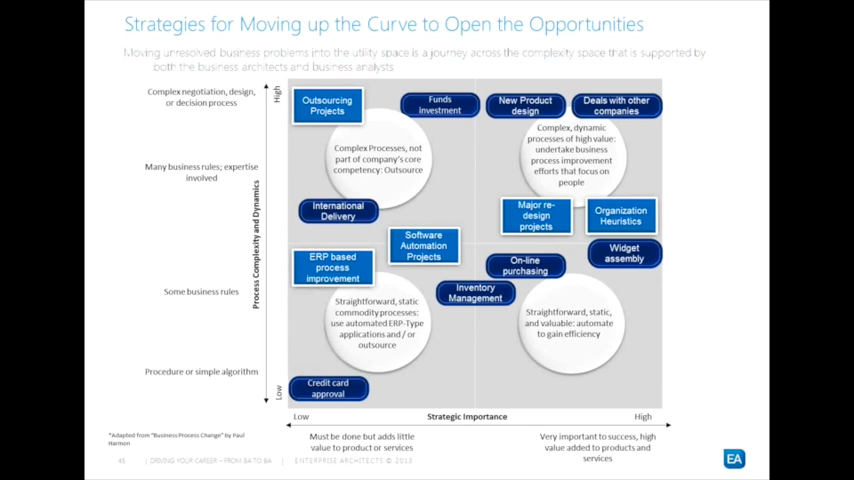 Strategies for Moving up the Curve to Open the Opportunities
Moving unresolved business problems into the utility space is a journey across the complexity space that is supported by
both the business architects and business analysts
Complex negotiation, design,
or decision process
High
Outsourcing
Projects
Funds
Investment
New Product
design
Deals with other
companies
Complex Processes, not
part of company's core
competency: Outsource
Complex, dynamic
processes of high value:
undertake business
process improvement
efforts that focus on
people
Many business rules; expertise
involved
Process Complexity and Dynamics
International
Delivery
Major re-
design
projects
Organization
Heuristics
Software
Automation
Projects
Widget
assembly
ERP based
process
improvement
On-line
purchasing
Inventory
Management
Some business rules
Straightforward, static
commodity processes:
use automated ERP-Type
applications and / or
outsource
Straightforward, static,
and valuable: automate
to gain efficiency
Procedure or simple algorithm
Low
Credit card
approval
Low
Strategic Importance
High
Must be done but adds little
value to product or services
Very important to success, high
value added to products and
services
*Adapted from "Business Process Change" by Paul
Harmon
45 | DRIVING YOUR CAREER – FROM BA TO BA | ENTERPRISE ARCHITECTS © 2013
EA